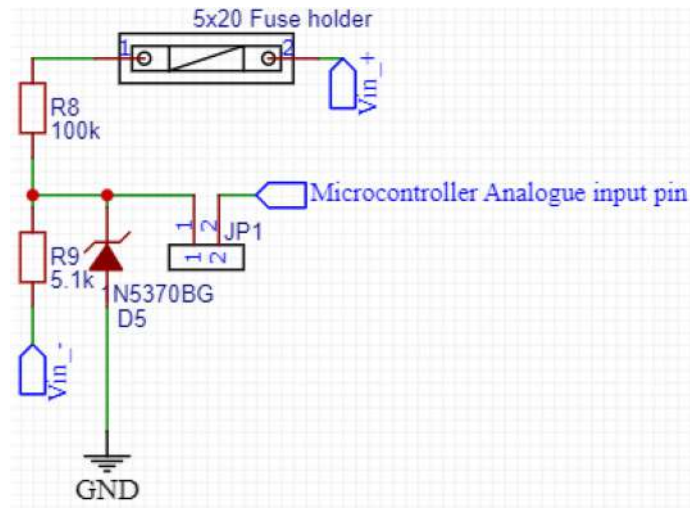 5x20 Fuse holder
1
2
Vin_+
R8
100k
Microcontroller Analogue input pin
1
2
JP1
1
2
R9
5.1k
1N5370BG
D5
Vin_-
GND